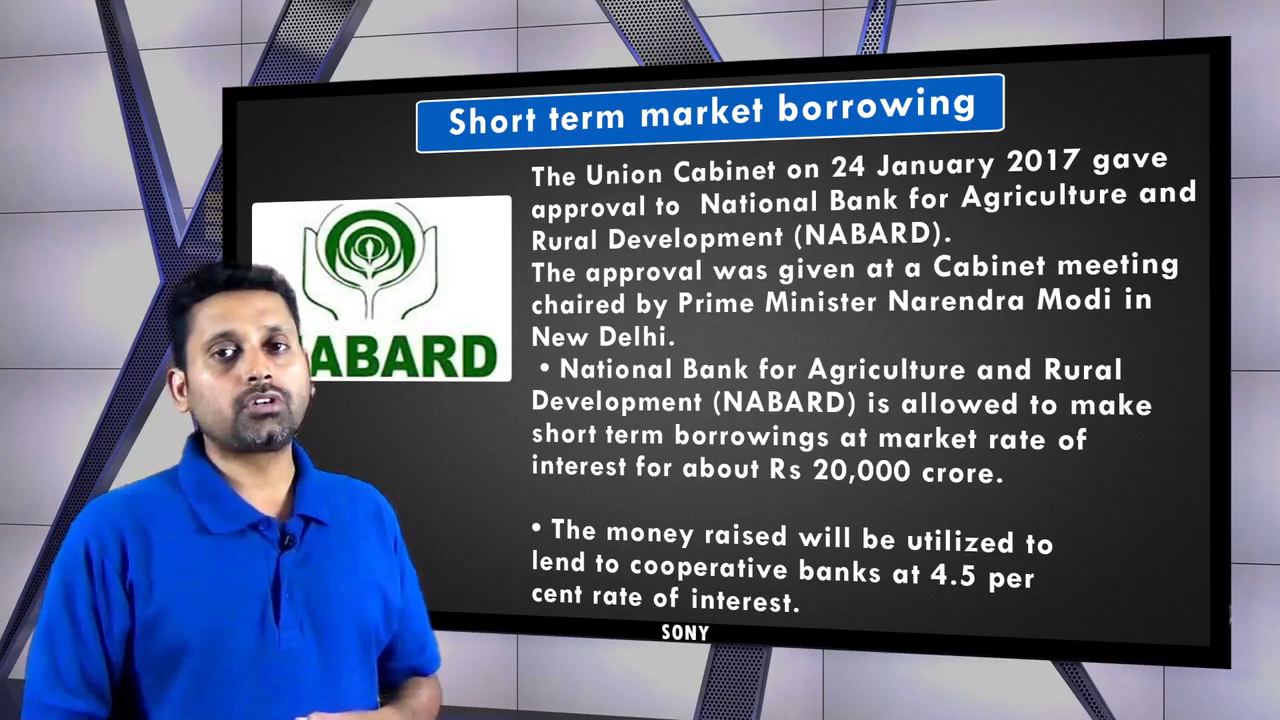 Short term market borrowing
The Union Cabinet on 24 January 2017 gave
approval to National Bank for Agriculture and
Rural Development (NABARD).
The approval was given at a Cabinet meeting
chaired by Prime Minister Narendra Modi in
New Delhi.
• National Bank for Agriculture and Rural
Development (NABARD) is allowed to make
short term borrowings at market rate of
interest for about Rs 20,000 crore.
• The money raised will be utilized to
lend to cooperative banks at 4.5 per
cent rate of interest.
ABARD
SONY